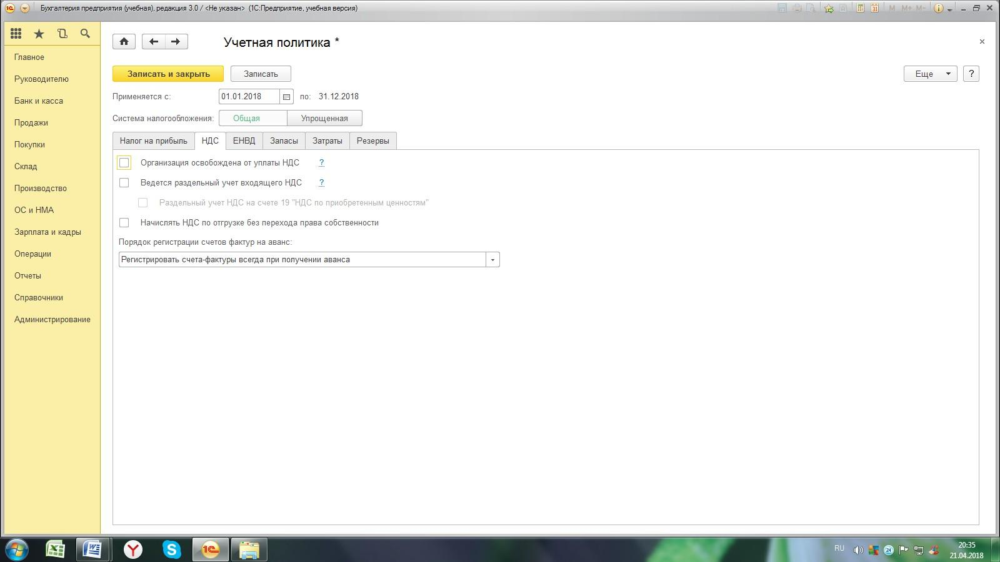 Бухгалтерия предприятия (учебная), редакция 3.0 / <Не указан> (1С:Предприятие, учебная версия)
M M+ M-
31
Учетная политика *
Записать и закрыть Записать Еще ?
Применяется с: 01.01.2018 по: 31.12.2018
Система налогообложения: Общая Упрощенная
Налог на прибыль НДС ЕНВД Запасы Затраты Резервы
Организация освобождена от уплаты НДС ?
Ведется раздельный учет входящего НДС ?
Раздельный учет НДС на счете 19 "НДС по приобретенным ценностям"
Начислять НДС по отгрузке без перехода права собственности
Порядок регистрации счетов фактур на аванс:
Регистрировать счета-фактуры всегда при получении аванса
Главное
Руководителю
Банк и касса
Продажи
Покупки
Склад
Производство
ОС и НМА
Зарплата и кадры
Операции
Отчеты
Справочники
Администрирование
RU
24
20:35
21.04.2018